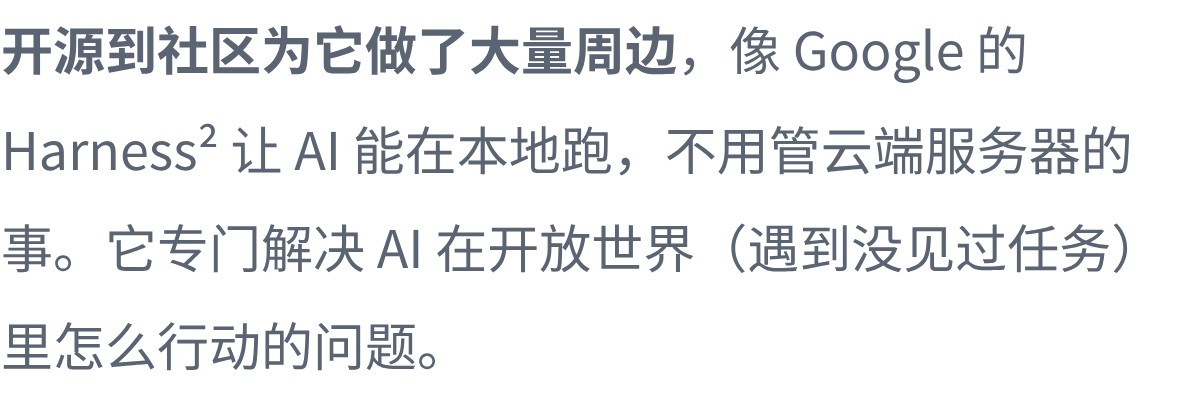 开源到社区为它做了大量周边，像 Google 的
Harness² 让 AI 能在本地跑，不用管云端服务器的
事。它专门解决 AI 在开放世界（遇到没见过任务）
里怎么行动的问题。